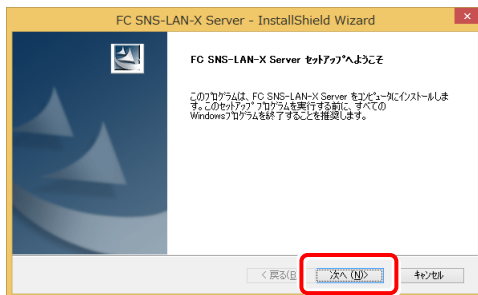 FC SNS-LAN-X Server - InstallShield Wizard
FC SNS-LAN-X Server ｾｯﾄｱｯﾌﾟへようこそ
このﾌﾟﾛｸﾞﾗﾑは、FC SNS-LAN-X Server をｺﾝﾋﾟｭｰﾀにｲﾝｽﾄｰﾙしま
す。このｾｯﾄｱｯﾌﾟ ﾌﾟﾛｸﾞﾗﾑを実行する前に、すべての
Windowsﾌﾟﾛｸﾞﾗﾑを終了することを推奨します。
< 戻る(B
次へ (N)>
ｷｬﾝｾﾙ